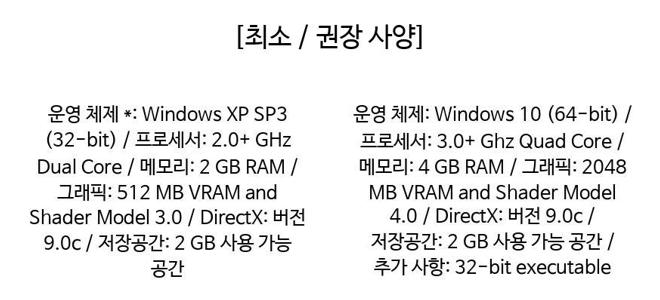 [최소 / 권장 사양]
운영 체제 *: Windows XP SP3
(32-bit) / 프로세서: 2.0+ GHz
Dual Core / 메모리: 2 GB RAM /
그래픽: 512 MB VRAM and
Shader Model 3.0 / DirectX: 버전
9.0c / 저장공간: 2 GB 사용 가능
공간
운영 체제: Windows 10 (64-bit) /
프로세서: 3.0+ Ghz Quad Core /
메모리: 4 GB RAM / 그래픽: 2048
MB VRAM and Shader Model
4.0 / DirectX: 버전 9.0c /
저장공간: 2 GB 사용 가능 공간 /
추가 사항: 32-bit executable